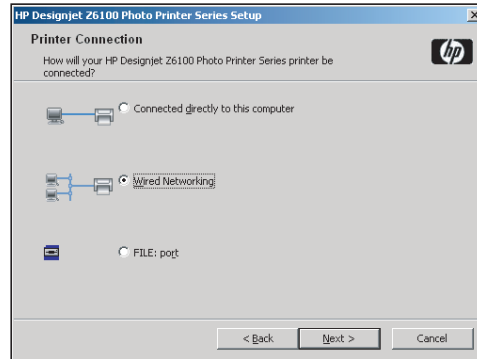 HP Designjet Z6100 Photo Printer Series Setup
Printer Connection
How will your HP Designjet Z6100 Photo Printer Series printer be
connected?
hp
Connected directly to this computer
Wired Networking
FILE: port
< Back Next > Cancel